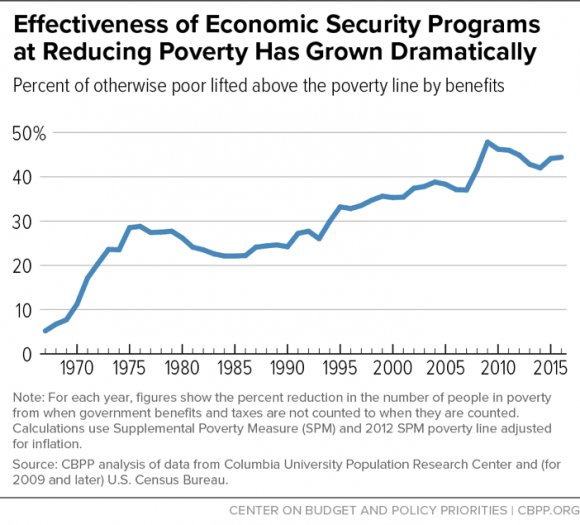 Effectiveness of Economic Security Programs
at Reducing Poverty Has Grown Dramatically
Percent of otherwise poor lifted above the poverty line by benefits
50%
40
30
20
10
0
1970 1975 1980 1985 1990 1995 2000 2005 2010 2015
Note: For each year, figures show the percent reduction in the number of people in poverty
from when government benefits and taxes are not counted to when they are counted.
Calculations use Supplemental Poverty Measure (SPM) and 2012 SPM poverty line adjusted
for inflation.
Source: CBPP analysis of data from Columbia University Population Research Center and (for
2009 and later) U.S. Census Bureau.
CENTER ON BUDGET AND POLICY PRIORITIES | CBPP.ORG